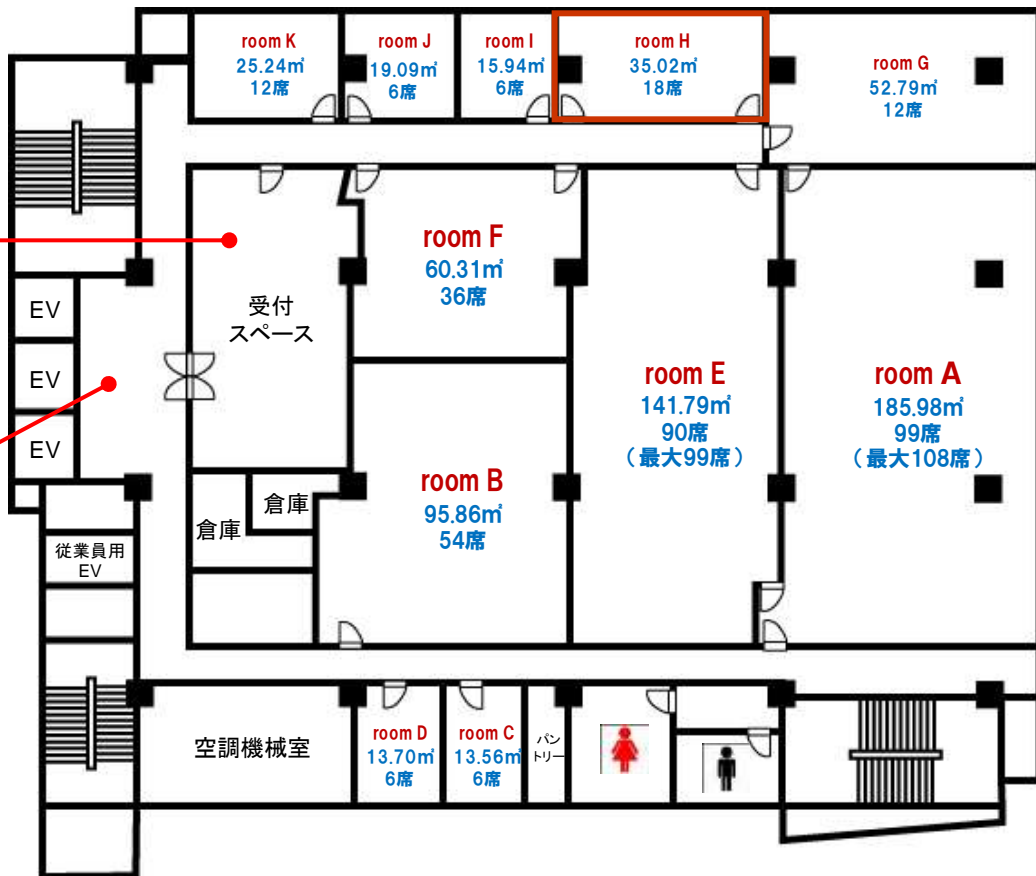 room K
25.24㎡
12席
room J
19.09㎡
6席
room I
15.94㎡
6席
room H
35.02㎡
18席
room G
52.79㎡
12席
room F
60.31㎡
36席
受付
スペース
EV
EV
EV
room E
141.79㎡
90席
(最大99席)
room A
185.98㎡
99席
(最大108席)
room B
95.86㎡
54席
倉庫
倉庫
従業員用
EV
空調機械室
room D
13.70㎡
6席
room C
13.56㎡
6席
パン
トリー